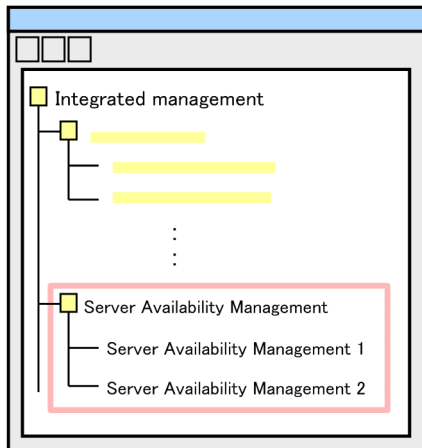 Integrated management
Server Availability Management
Server Availability Management 1
Server Availability Management 2